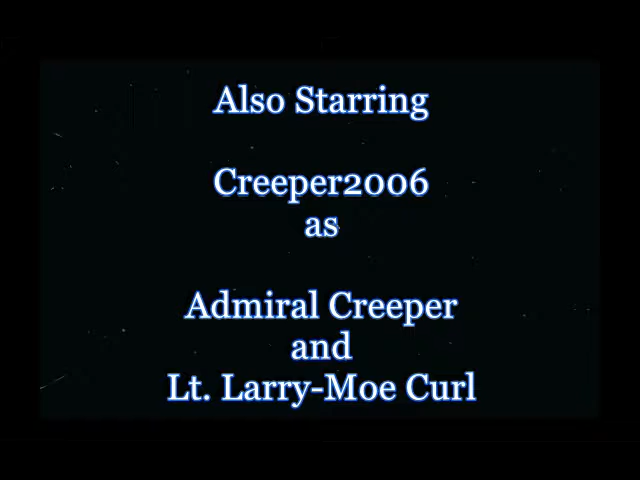 Also Starring
Creeper2006
as
Admiral Creeper
and
Lt. Larry-Moe Curl